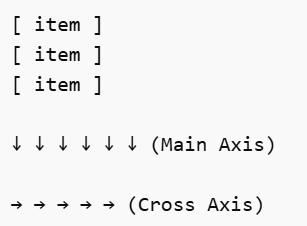 [ item ]
[ item ]
[ item ]
↓ ↓ ↓ ↓ ↓ ↓ (Main Axis)
→ → → → → (Cross Axis)